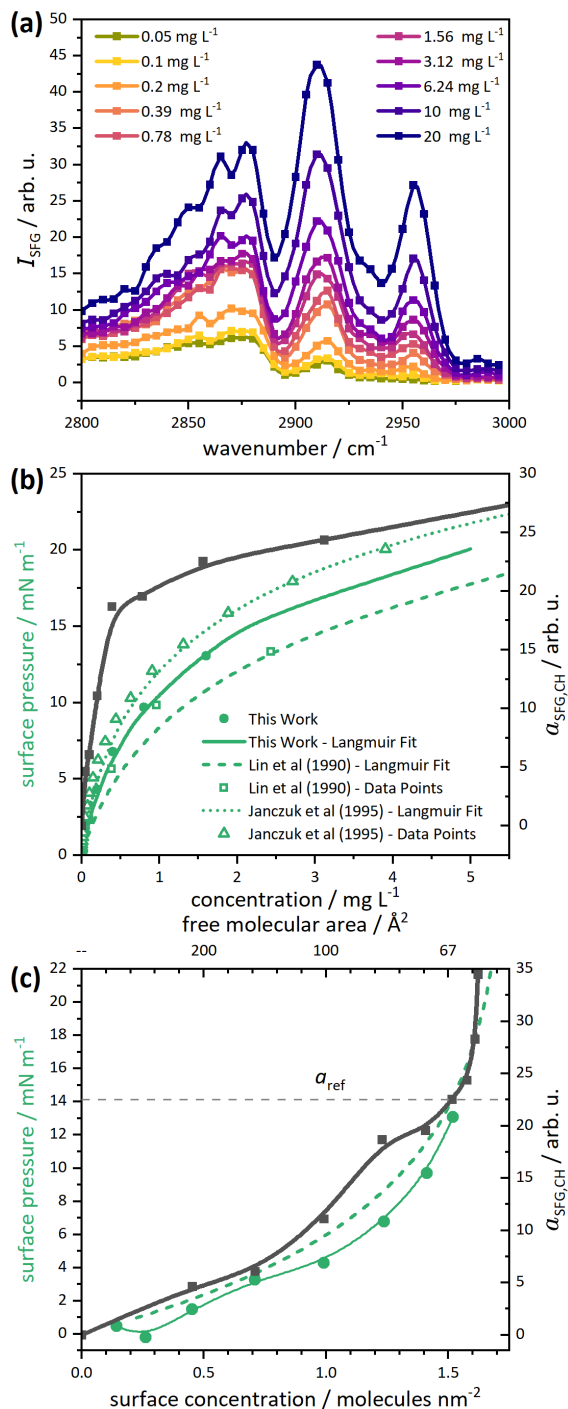 (a)
50
45
40
35
30
25
20
15
10
5
0
I_SFG / arb. u.
0.05 mg L⁻¹
0.1 mg L⁻¹
0.2 mg L⁻¹
0.39 mg L⁻¹
0.78 mg L⁻¹
1.56 mg L⁻¹
3.12 mg L⁻¹
6.24 mg L⁻¹
10 mg L⁻¹
20 mg L⁻¹
2800 2850 2900 2950 3000
wavenumber / cm⁻¹
(b)
25
20
15
10
5
0
surface pressure / mN m⁻¹
30
25
20
15
10
5
0
a_SFG,CH / arb. u.
This Work
This Work - Langmuir Fit
Lin et al (1990) - Langmuir Fit
Lin et al (1990) - Data Points
Janczuk et al (1995) - Langmuir Fit
Janczuk et al (1995) - Data Points
0 1 2 3 4 5
concentration / mg L⁻¹
free molecular area / Å²
-- 200 100 67
(c)
22
20
18
16
14
12
10
8
6
4
2
0
surface pressure / mN m⁻¹
a_ref
35
30
25
20
15
10
5
0
a_SFG,CH / arb. u.
0.0 0.5 1.0 1.5
surface concentration / molecules nm⁻²